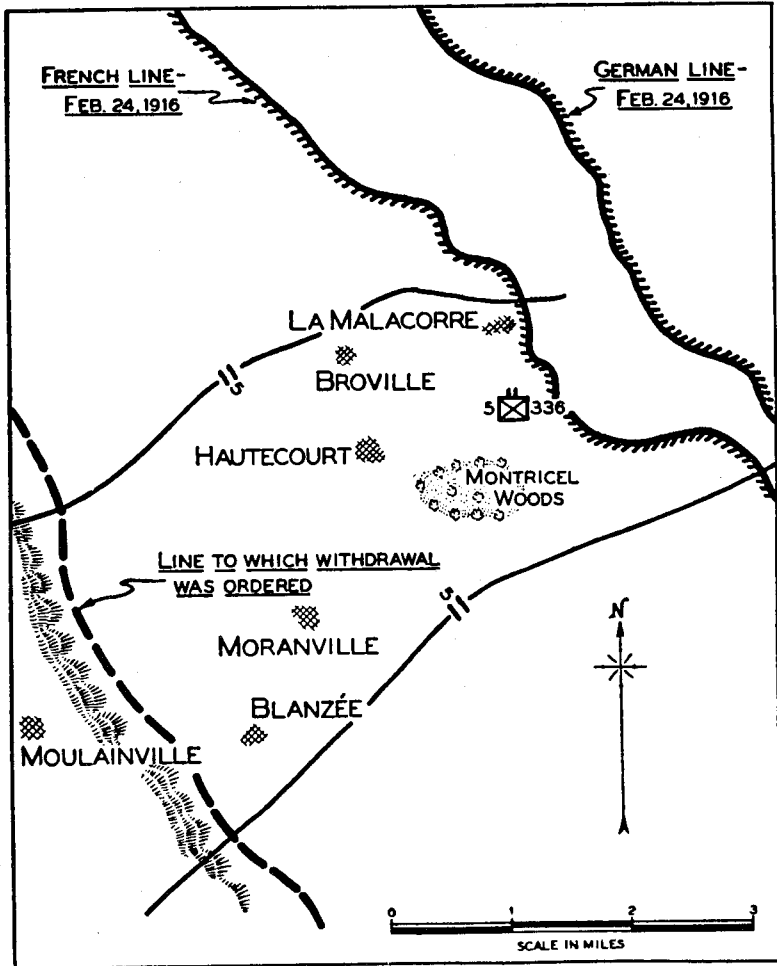 FRENCH LINE-
FEB. 24, 1916
GERMAN LINE-
FEB. 24, 1916
LA MALACORRE
BROVILLE
5
5 336
HAUTECOURT
MONTRICEL
WOODS
LINE TO WHICH WITHDRAWAL
WAS ORDERED
5
N
MORANVILLE
BLANZÉE
MOULAINVILLE
0 1 2 3
SCALE IN MILES